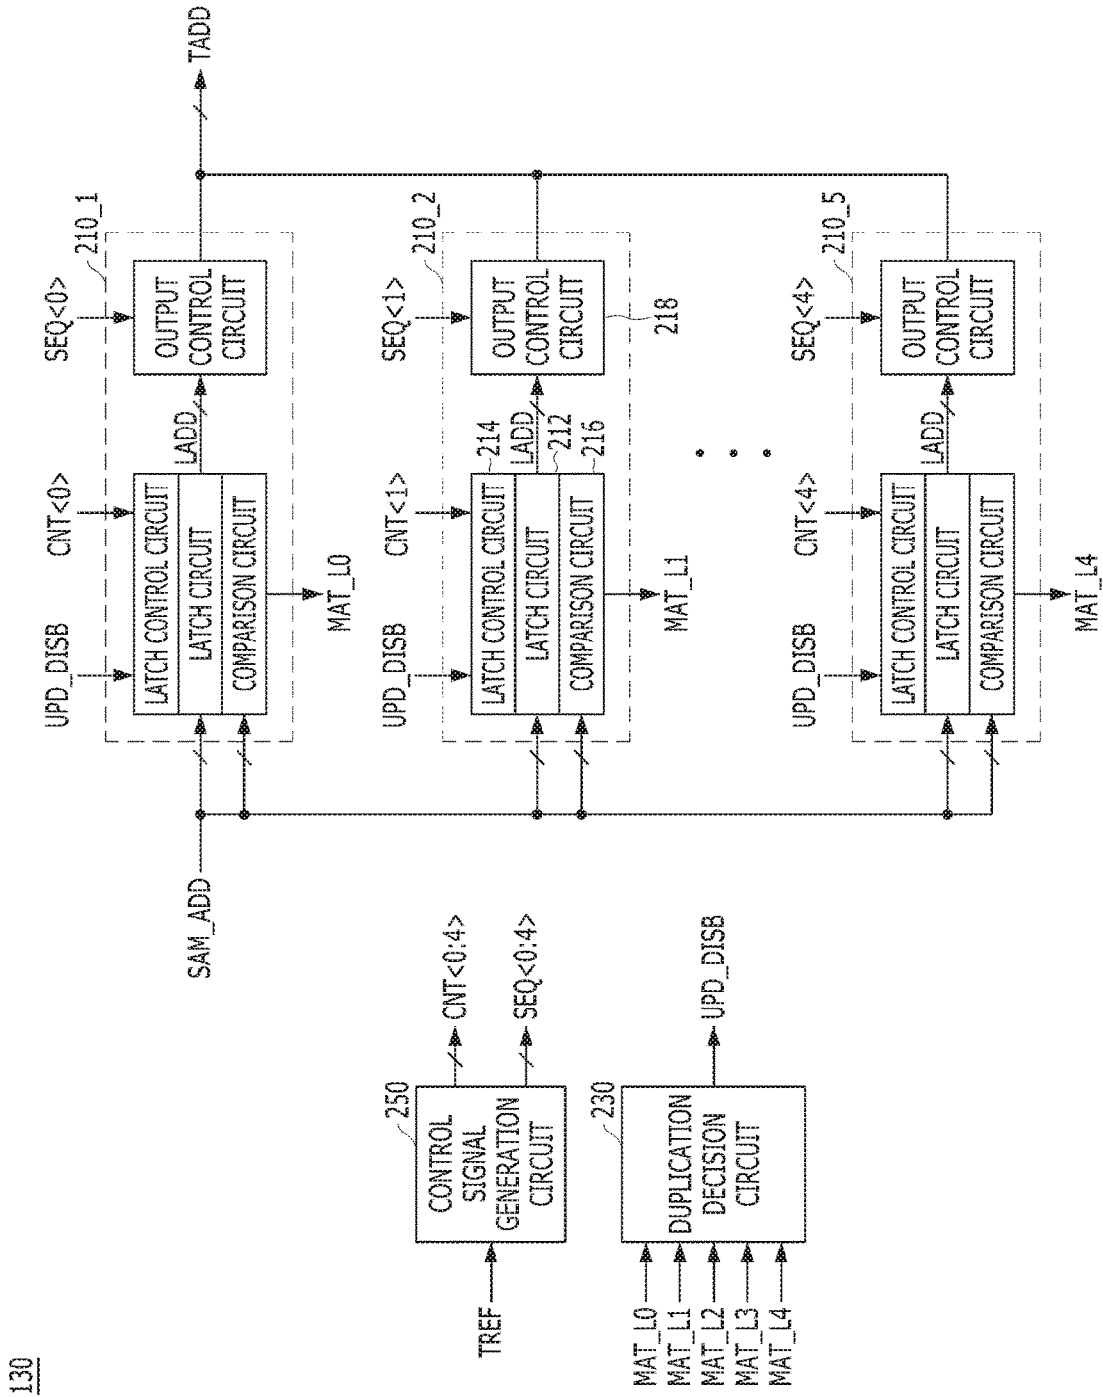 130
TREF
CONTROL
SIGNAL
GENERATION
CIRCUIT
250
CNT<0:4>
SEQ<0:4>
MAT_L0
MAT_L1
MAT_L2
MAT_L3
MAT_L4
DUPLICATION
DECISION
CIRCUIT
230
UPD_DISB
SAM_ADD
UPD_DISB
CNT<0>
SEQ<0>
210_1
LATCH CONTROL CIRCUIT
LATCH CIRCUIT
COMPARISON CIRCUIT
LADD
OUTPUT
CONTROL
CIRCUIT
MAT_L0
TADD
UPD_DISB
CNT<1>
SEQ<1>
210_2
LATCH CONTROL CIRCUIT
214
LATCH CIRCUIT
LADD
212
COMPARISON CIRCUIT
216
OUTPUT
CONTROL
CIRCUIT
218
MAT_L1
UPD_DISB
CNT<4>
SEQ<4>
210_5
LATCH CONTROL CIRCUIT
LATCH CIRCUIT
COMPARISON CIRCUIT
LADD
OUTPUT
CONTROL
CIRCUIT
MAT_L4